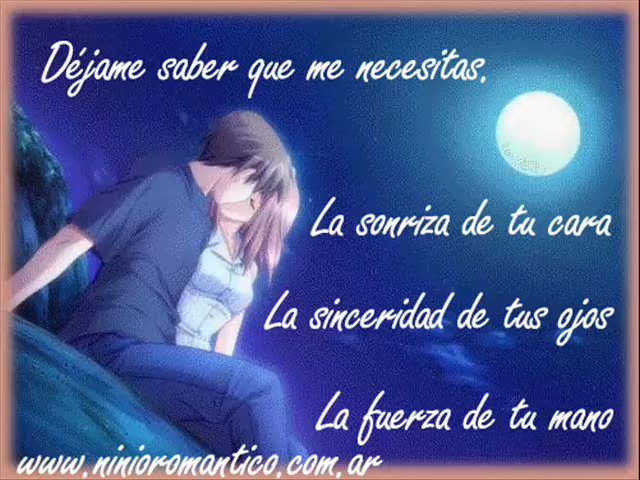 Déjame saber que me necesitas.
La sonriza de tu cara
La sinceridad de tus ojos
La fuerza de tu mano
www.ninioromantico.com.ar